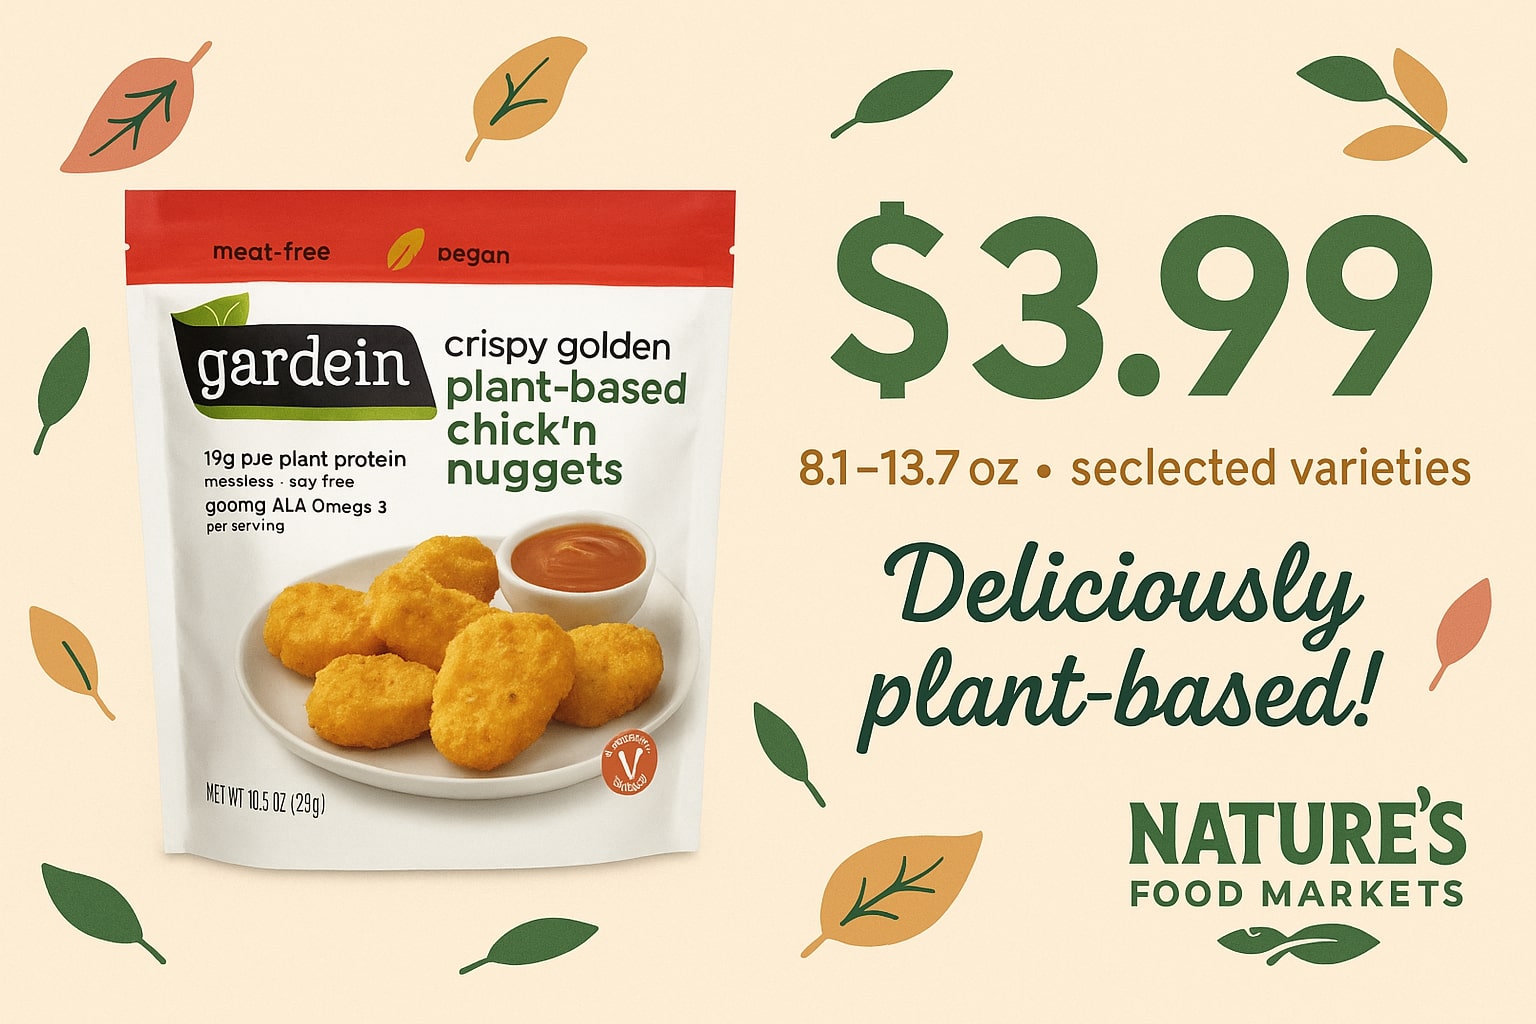 meat-free pegan
gardein
crispy golden
plant-based
chick'n
nuggets
19g pɹe plant protein
messless · say free
goomg ALA Omegs 3
per serving
V
MET WT 10.5 OZ (29g)
$3.99
8.1–13.7 oz • seclected varieties
Deliciously
plant-based!
NATURE'S
FOOD MARKETS